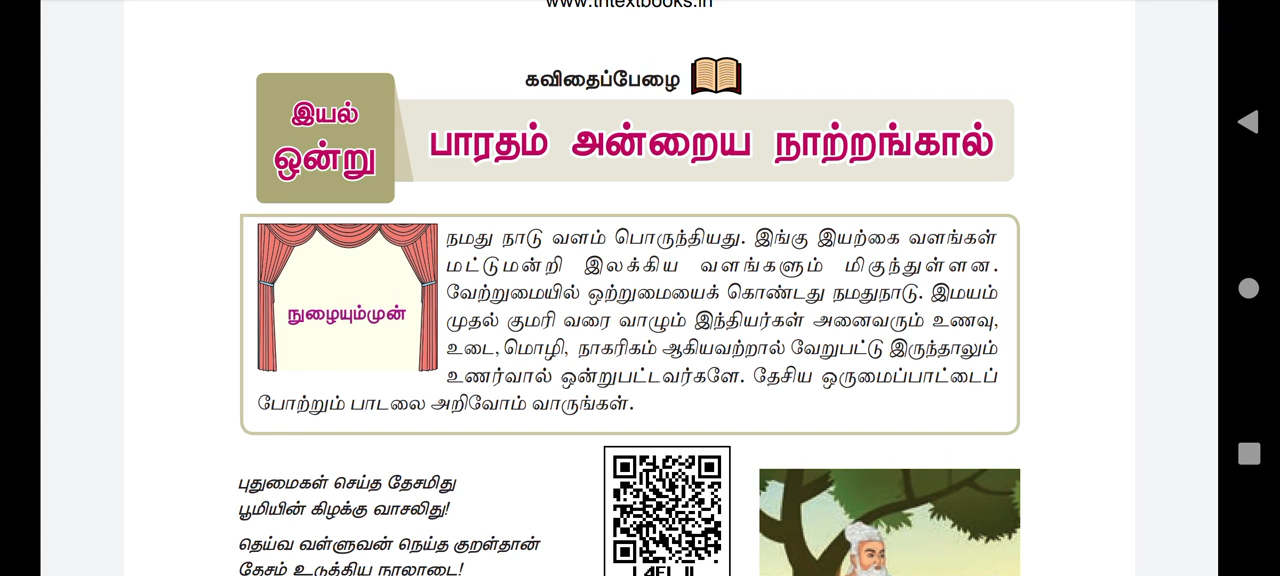 www.tntextbooks.in
கவிதைப்பேழை
இயல்
ஒன்று
பாரதம் அன்றைய நாற்றங்கால்
நுழையும்முன்
நமது நாடு வளம் பொருந்தியது. இங்கு இயற்கை வளங்கள்
மட்டுமன்றி இலக்கிய வளங்களும் மிகுந்துள்ளன.
வேற்றுமையில் ஒற்றுமையைக் கொண்டது நமதுநாடு. இமயம்
முதல் குமரி வரை வாழும் இந்தியர்கள் அனைவரும் உணவு,
உடை, மொழி, நாகரிகம் ஆகியவற்றால் வேறுபட்டு இருந்தாலும்
உணர்வால் ஒன்றுபட்டவர்களே. தேசிய ஒருமைப்பாட்டைப்
போற்றும் பாடலை அறிவோம் வாருங்கள்.
புதுமைகள் செய்த தேசமிது
பூமியின் கிழக்கு வாசலிது!
தெய்வ வள்ளுவன் நெய்த குறள்தான்
தேசம் உடுத்திய நூலாடை!